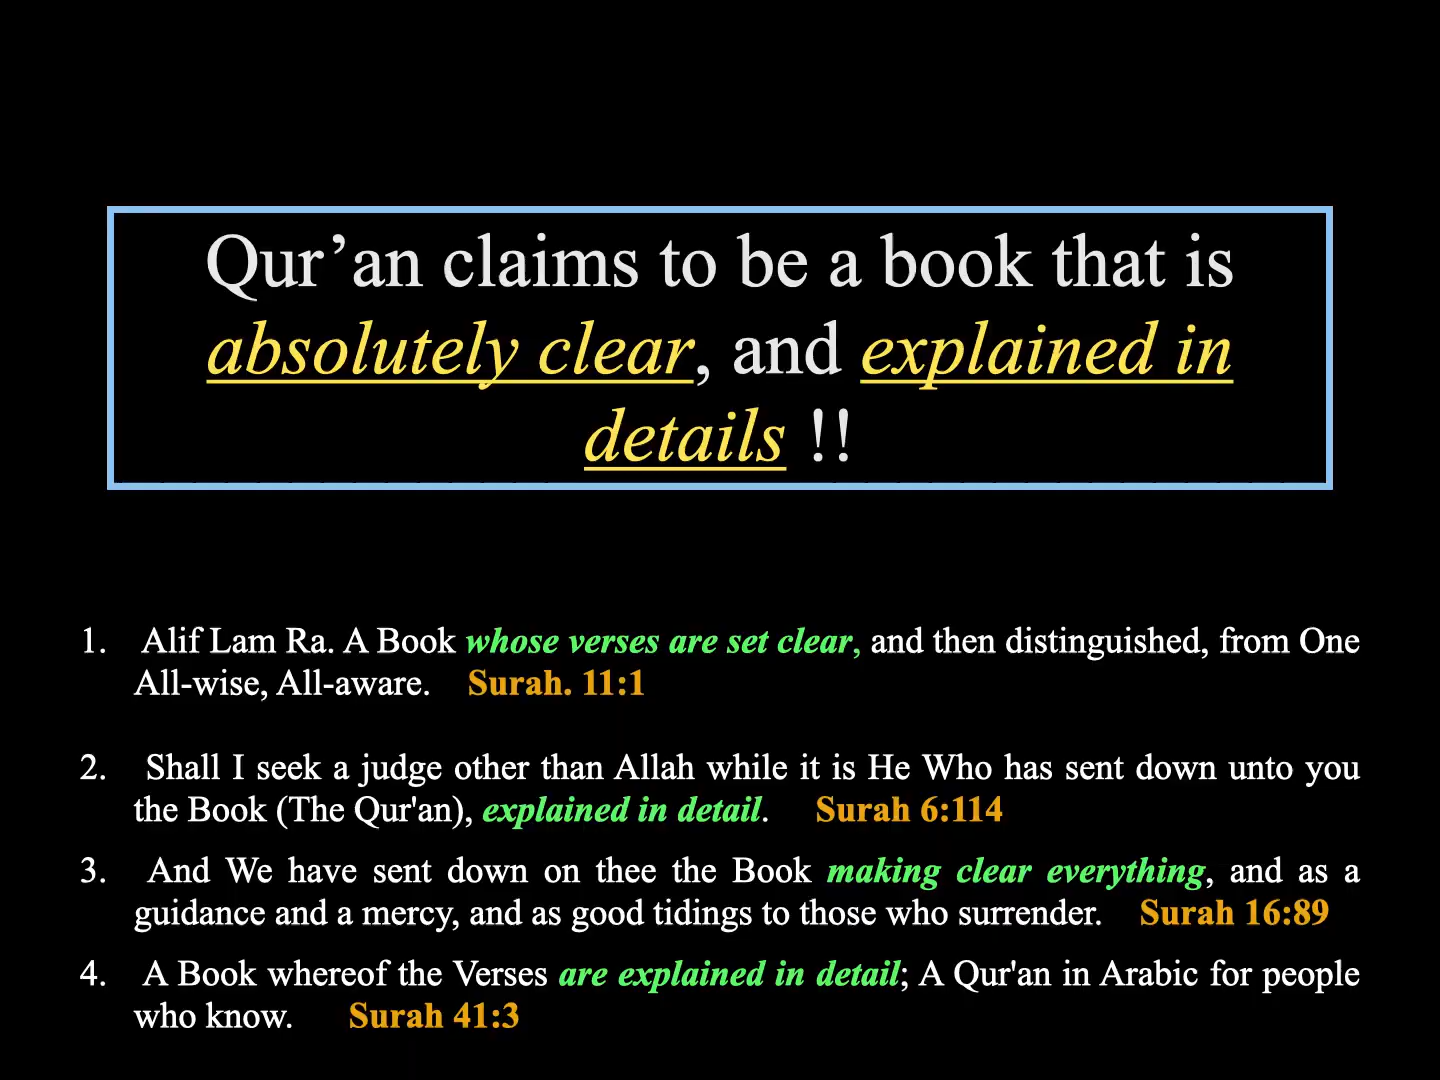 Qur’an claims to be a book that is
absolutely clear, and explained in
details !!
1. Alif Lam Ra. A Book whose verses are set clear, and then distinguished, from One
All-wise, All-aware. Surah. 11:1
2. Shall I seek a judge other than Allah while it is He Who has sent down unto you
the Book (The Qur'an), explained in detail. Surah 6:114
3. And We have sent down on thee the Book making clear everything, and as a
guidance and a mercy, and as good tidings to those who surrender. Surah 16:89
4. A Book whereof the Verses are explained in detail; A Qur'an in Arabic for people
who know. Surah 41:3